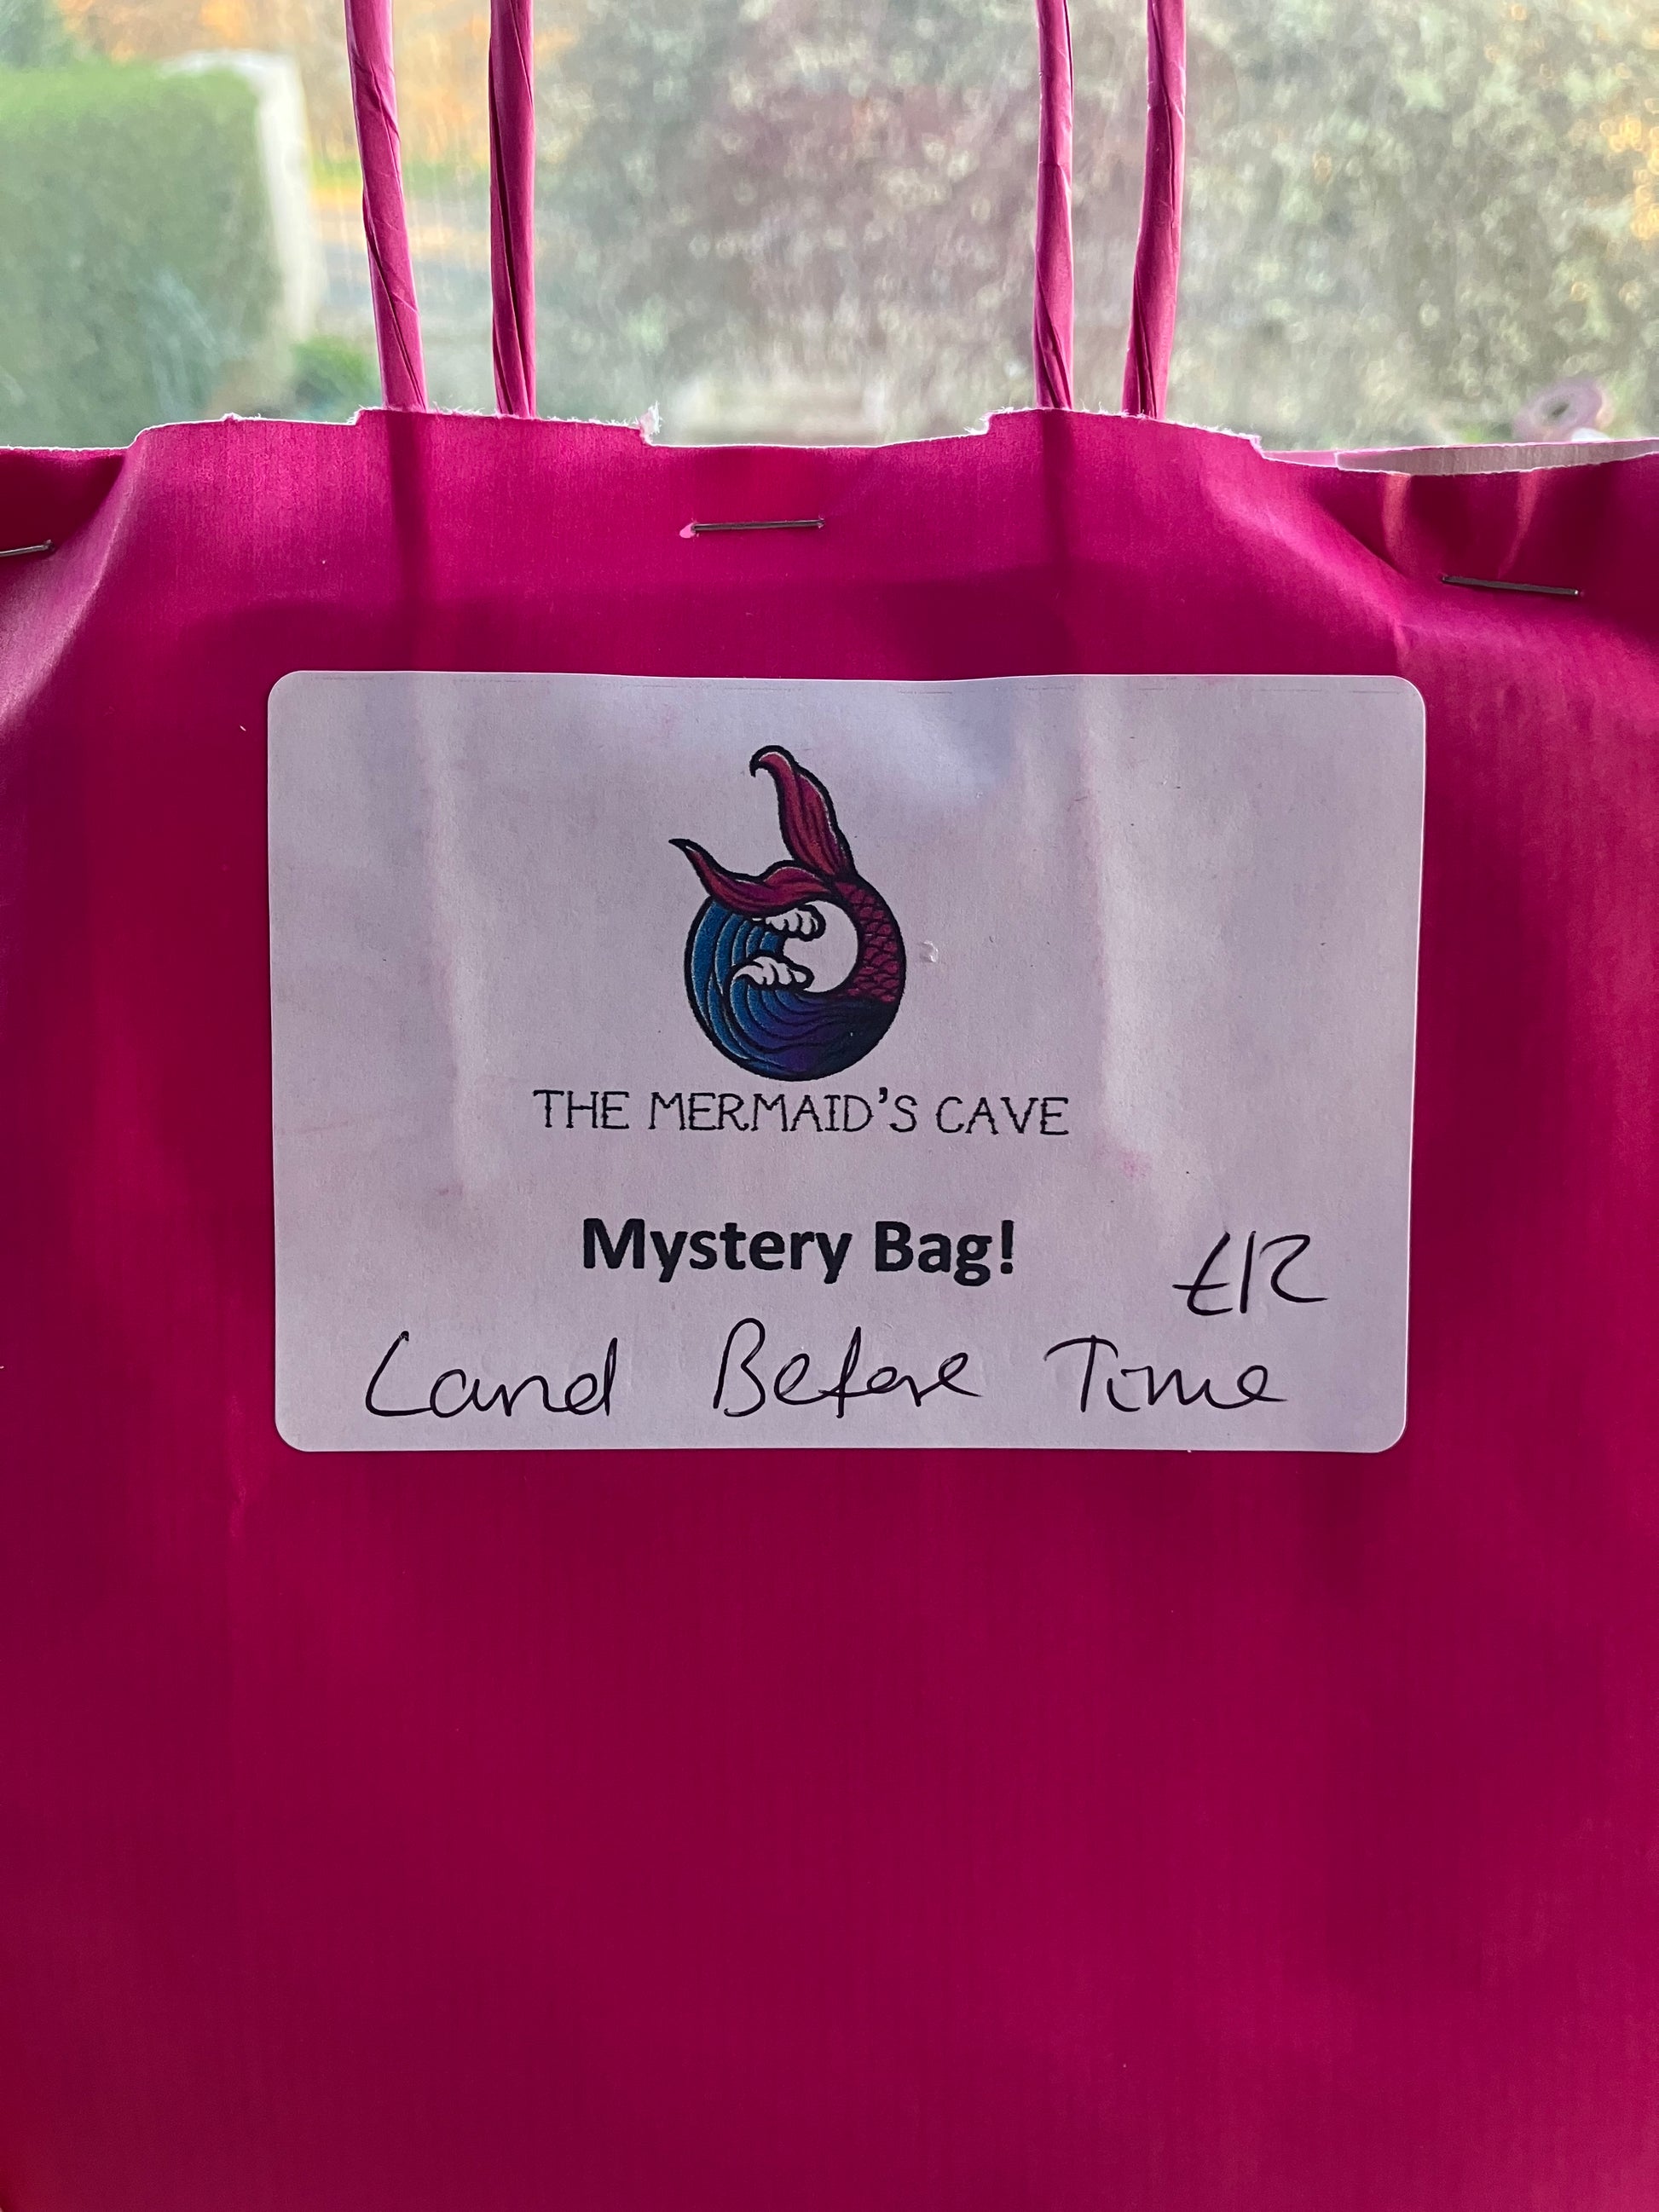 THE MERMAID'S CAVE
Mystery Bag!
£12
Land Before Time